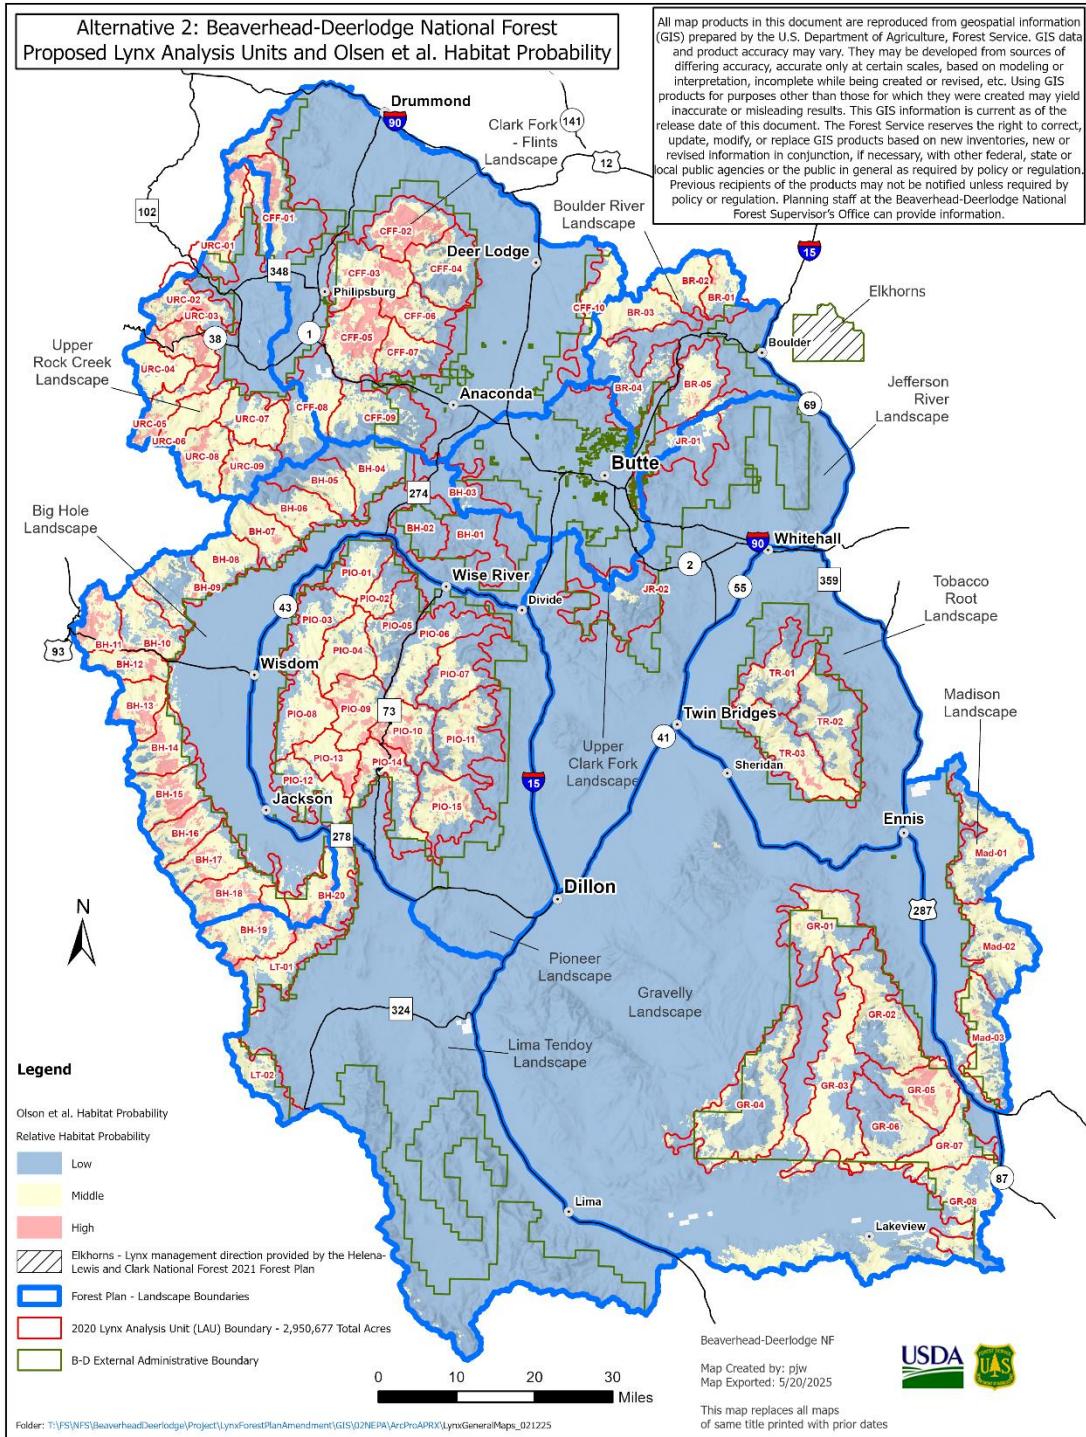 Alternative 2: Beaverhead-Deerlodge National Forest
Proposed Lynx Analysis Units and Olsen et al. Habitat Probability
All map products in this document are reproduced from geospatial information
(GIS) prepared by the U.S. Department of Agriculture, Forest Service. GIS data
and product accuracy may vary. They may be developed from sources of
differing accuracy, accurate only at certain scales, based on modeling or
interpretation, incomplete while being created or revised, etc. Using GIS
products for purposes other than those for which they were created may yield
inaccurate or misleading results. This GIS information is current as of the
release date of this document. The Forest Service reserves the right to correct,
update, modify, or replace GIS products based on new inventories, new or
revised information in conjunction, if necessary, with other federal, state or
local public agencies or the public in general as required by policy or regulation.
Previous recipients of the products may not be notified unless required by
policy or regulation. Planning staff at the Beaverhead-Deerlodge National
Forest Supervisor's Office can provide information.
Drummond
90
141
12
Clark Fork
- Flints
Landscape
102
Boulder River
Landscape
15
CFF-01
CFF-02
URC-01
Deer Lodge
348
CFF-03
CFF-04
BR-02
BR-01
Elkhorns
Philipsburg
URC-02
CFF-10
URC-03
CFF-06
BR-03
38
1
CFF-05
Boulder
Upper
Rock Creek
Landscape
CFF-07
URC-04
BR-04
BR-05
Jefferson
River
Landscape
Anaconda
69
CFF-08
CFF-09
URC-05
URC-07
URC-06
JR-01
URC-08
URC-09
BH-04
Butte
BH-05
274
BH-03
Big Hole
Landscape
BH-06
BH-02
BH-01
BH-07
90
Whitehall
BH-08
2
PIO-01
BH-09
Wise River
55
359
JR-02
Tobacco
Root
Landscape
43
PIO-02
Divide
PIO-03
PIO-05
PIO-06
93
BH-11
BH-10
PIO-04
BH-12
Wisdom
PIO-07
TR-01
Madison
Landscape
BH-13
73
PIO-08
PIO-09
PIO-10
TR-02
Twin Bridges
BH-14
PIO-11
41
Upper
Clark Fork
Landscape
TR-03
PIO-13
PIO-14
Sheridan
PIO-12
15
BH-15
Jackson
PIO-15
BH-16
278
Ennis
BH-17
Mad-01
BH-18
BH-20
Dillon
N
287
BH-19
GR-01
Mad-02
LT-01
Pioneer
Landscape
Gravelly
Landscape
324
GR-02
Lima Tendoy
Landscape
Mad-03
LT-02
GR-03
GR-05
GR-04
GR-06
GR-07
87
GR-08
Lima
Lakeview
Legend
Olson et al. Habitat Probability
Relative Habitat Probability
Low
Middle
High
Elkhorns - Lynx management direction provided by the Helena-
Lewis and Clark National Forest 2021 Forest Plan
Forest Plan - Landscape Boundaries
2020 Lynx Analysis Unit (LAU) Boundary - 2,950,677 Total Acres
B-D External Administrative Boundary
0 10 20 30
Miles
Beaverhead-Deerlodge NF
Map Created by: pjw
Map Exported: 5/20/2025
This map replaces all maps
of same title printed with prior dates
USDA
FOREST SERVICE
U S
DEPARTMENT OF AGRICULTURE
Folder: T:\FS\NFS\BeaverheadDeerlodge\Project\LynxForestPlanAmendment\GIS\02NEPA\ArcProAPRX\LynxGeneralMaps_021225